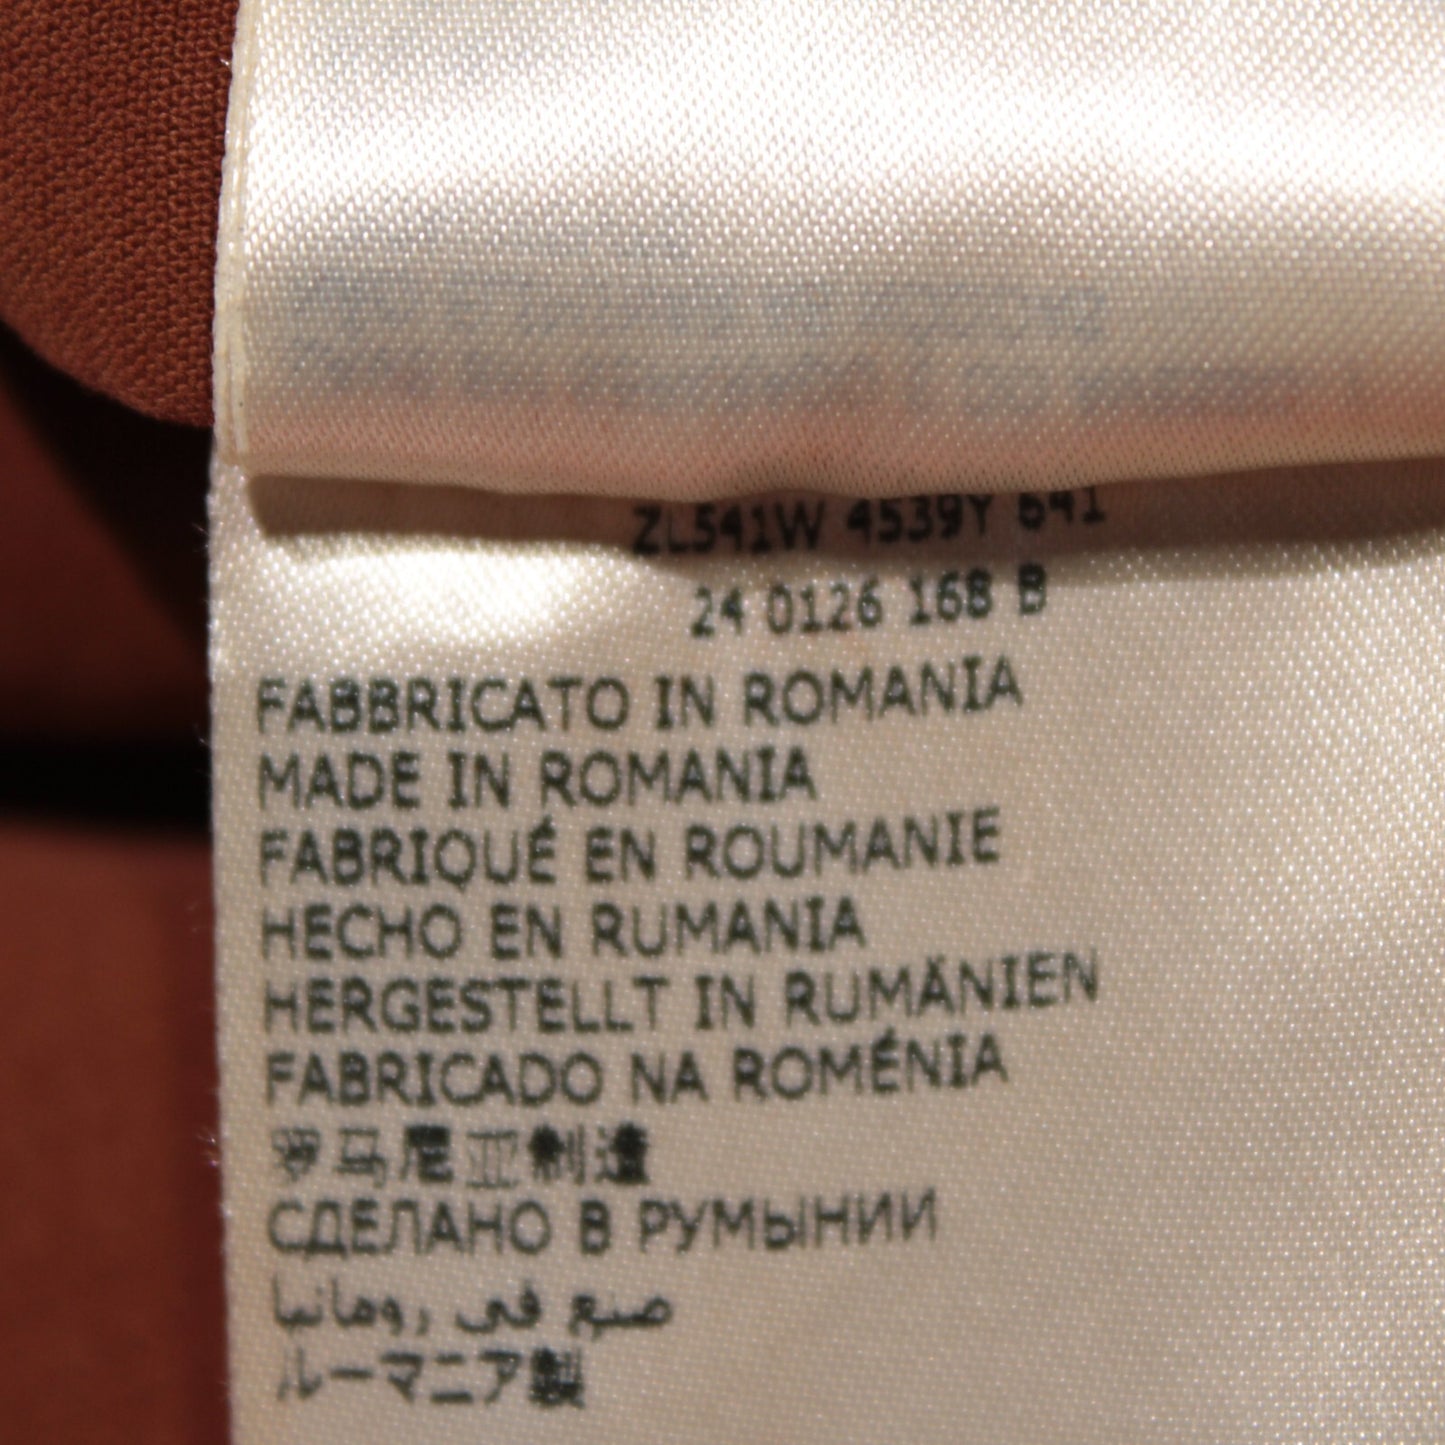 ZL541W 4539Y 641
24 0126 168 B
FABBRICATO IN ROMANIA
MADE IN ROMANIA
FABRIQUÉ EN ROUMANIE
HECHO EN RUMANIA
HERGESTELLT IN RUMÄNIEN
FABRICADO NA ROMÉNIA
罗马尼亚制造
СДЕЛАНО В РУМЫНИИ
صنع في رومانيا
ルーマニア製